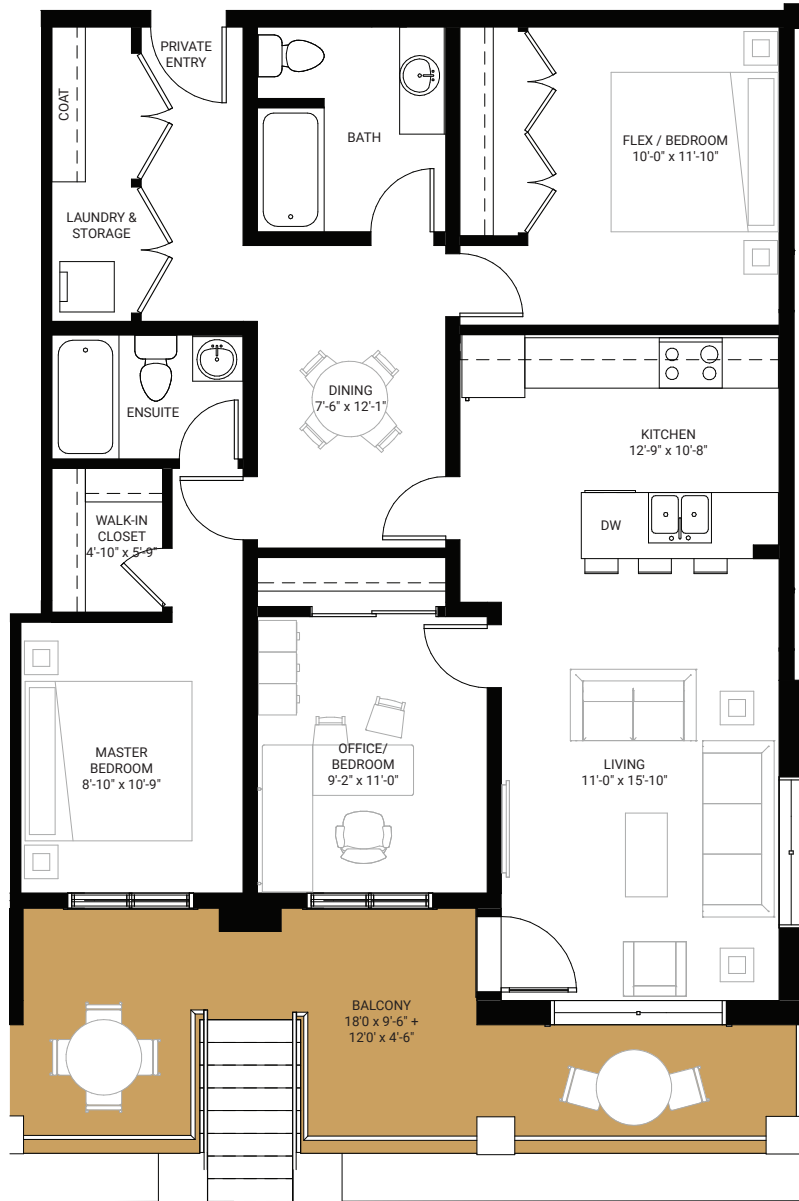 PRIVATE
ENTRY
COAT
BATH
FLEX / BEDROOM
10'-0" x 11'-10"
LAUNDRY &
STORAGE
ENSUITE
DINING
7'-6" x 12'-1"
KITCHEN
12'-9" x 10'-8"
DW
WALK-IN
CLOSET
4'-10" x 5'-9"
MASTER
BEDROOM
8'-10" x 10'-9"
OFFICE/
BEDROOM
9'-2" x 11'-0"
LIVING
11'-0" x 15'-10"
BALCONY
18'0 x 9'-6" +
12'0' x 4'-6"